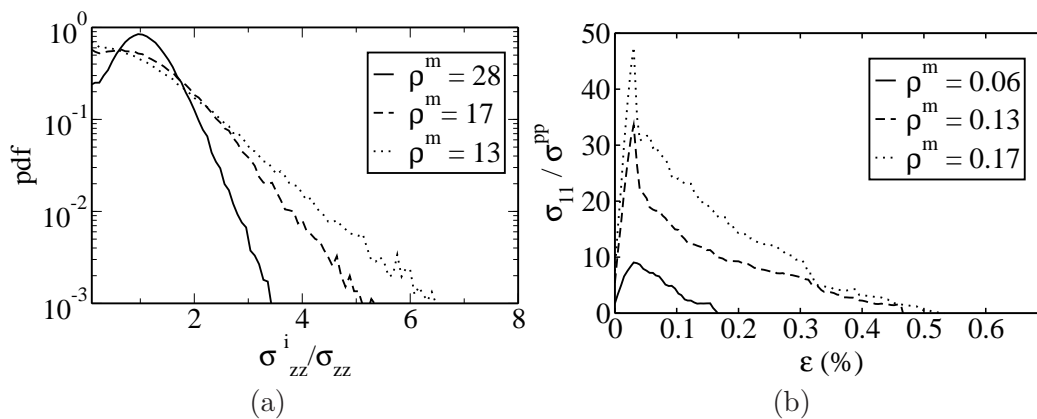 10^0
10^-1
10^-2
10^-3
pdf
2 4 6 8
σ^i_zz/σ_zz
ρ^m = 28
ρ^m = 17
ρ^m = 13
(a)
50
40
30
20
10
0
σ_11 / σ^pp
0 0.1 0.2 0.3 0.4 0.5 0.6
ε (%)
ρ^m = 0.06
ρ^m = 0.13
ρ^m = 0.17
(b)